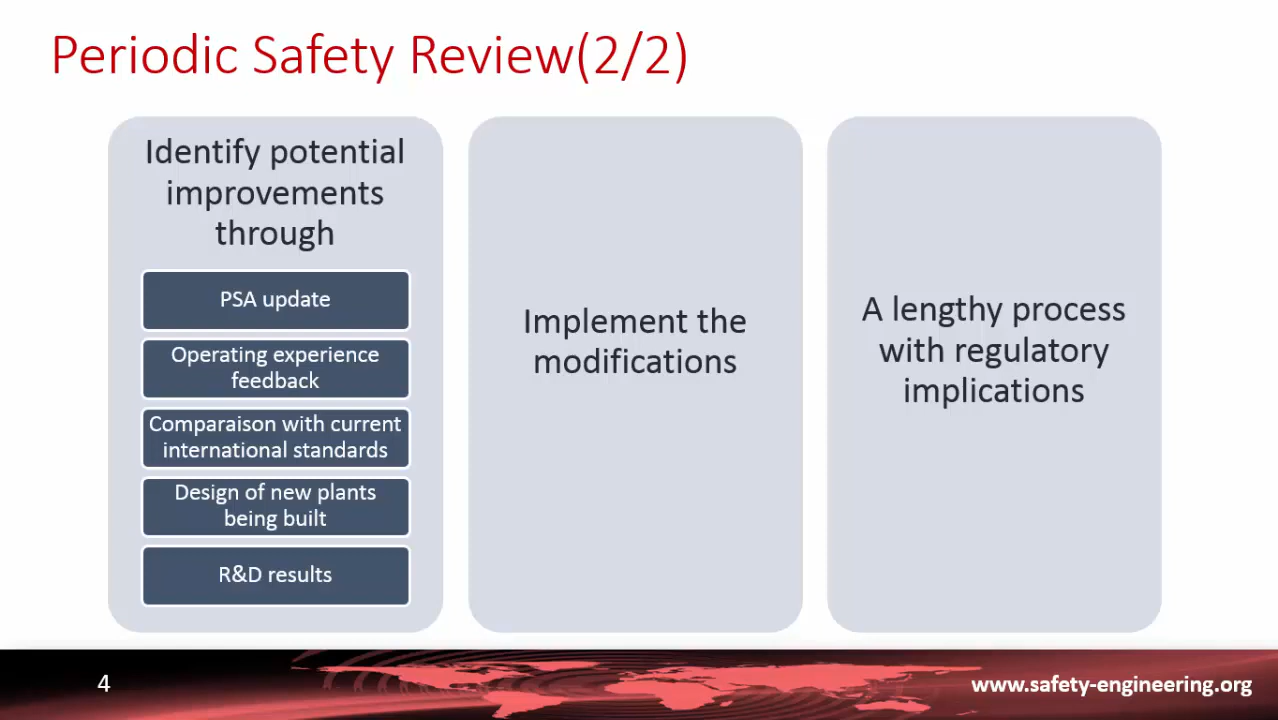 Periodic Safety Review(2/2)
Identify potential
improvements
through
PSA update
Operating experience
feedback
Comparaison with current
international standards
Design of new plants
being built
R&D results
Implement the
modifications
A lengthy process
with regulatory
implications
4
www.safety-engineering.org